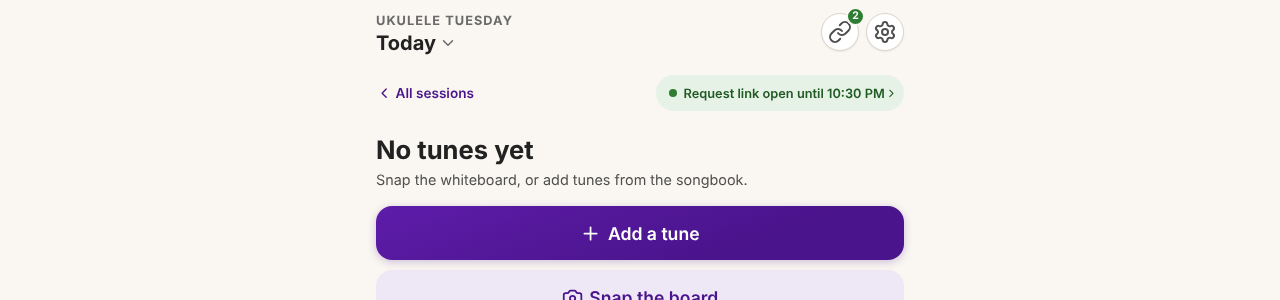 UKULELE TUESDAY
Today
2
All sessions
Request link open until 10:30 PM
No tunes yet
Snap the whiteboard, or add tunes from the songbook.
Add a tune
Snap the board